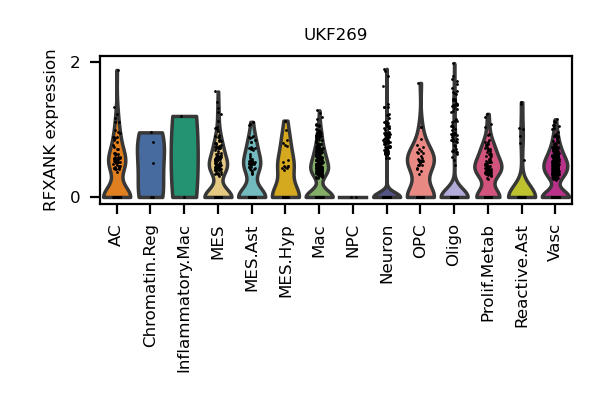 UKF269
RFXANK expression
2
0
AC
Chromatin.Reg
Inflammatory.Mac
MES
MES.Ast
MES.Hyp
Mac
NPC
Neuron
OPC
Oligo
Prolif.Metab
Reactive.Ast
Vasc